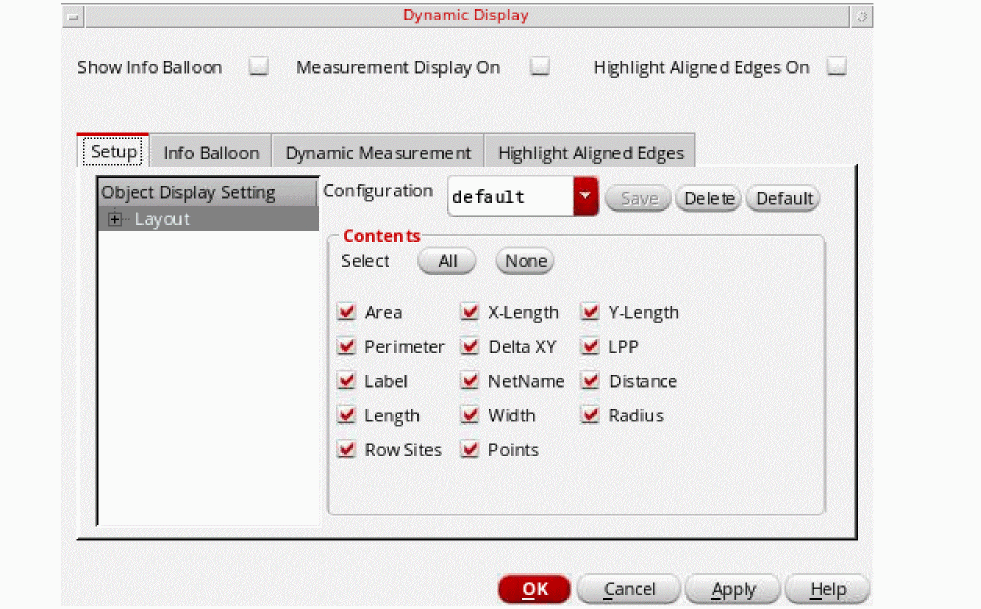 Dynamic Display
Show Info Balloon Measurement Display On Highlight Aligned Edges On
Setup Info Balloon Dynamic Measurement Highlight Aligned Edges
Object Display Setting
Layout
Configuration default Save Delete Default
Contents
Select All None
Area X-Length Y-Length
Perimeter Delta XY LPP
Label NetName Distance
Length Width Radius
Row Sites Points
OK Cancel Apply Help